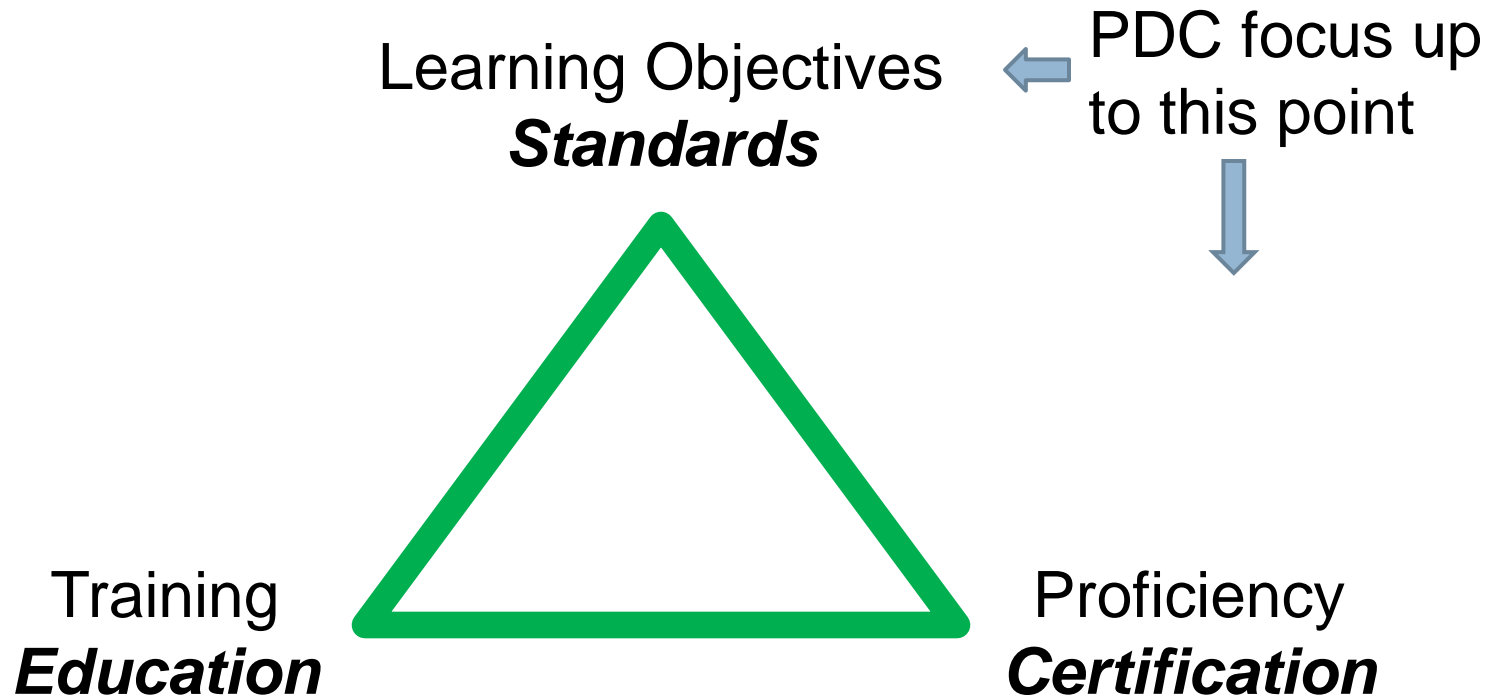 Learning Objectives
Standards
PDC focus up
to this point
Training
Education
Proficiency
Certification